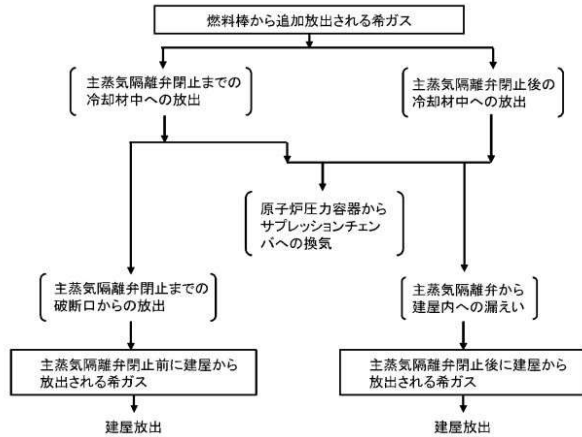 燃料棒から追加放出される希ガス
主蒸気隔離弁閉止までの
冷却材中への放出
主蒸気隔離弁閉止後の
冷却材中への放出
原子炉圧力容器から
サプレッションチェン
バへの換気
主蒸気隔離弁閉止までの
破断口からの放出
主蒸気隔離弁から
建屋内への漏えい
主蒸気隔離弁閉止前に建屋から
放出される希ガス
主蒸気隔離弁閉止後に建屋から
放出される希ガス
建屋放出
建屋放出